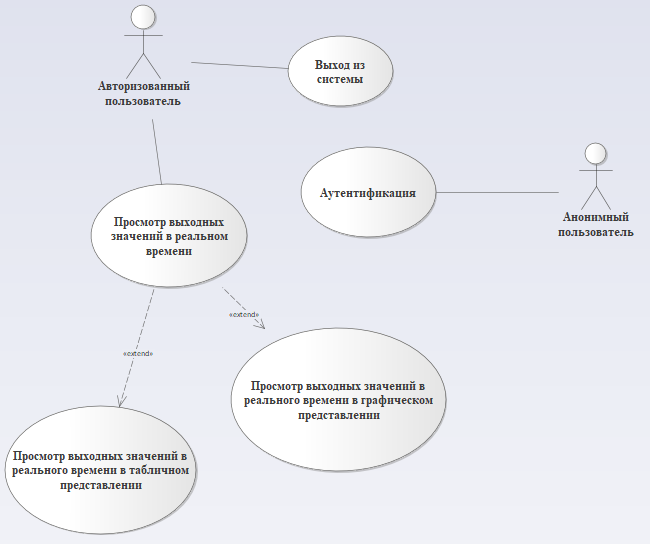 Выход из
системы
Авторизованный
пользователь
Аутентификация
Анонимный
пользователь
Просмотр выходных
значений в реальном
времени
«extend»
«extend»
Просмотр выходных значений в
реального времени в графическом
представлении
Просмотр выходных значений в
реального времени в табличном
представлении